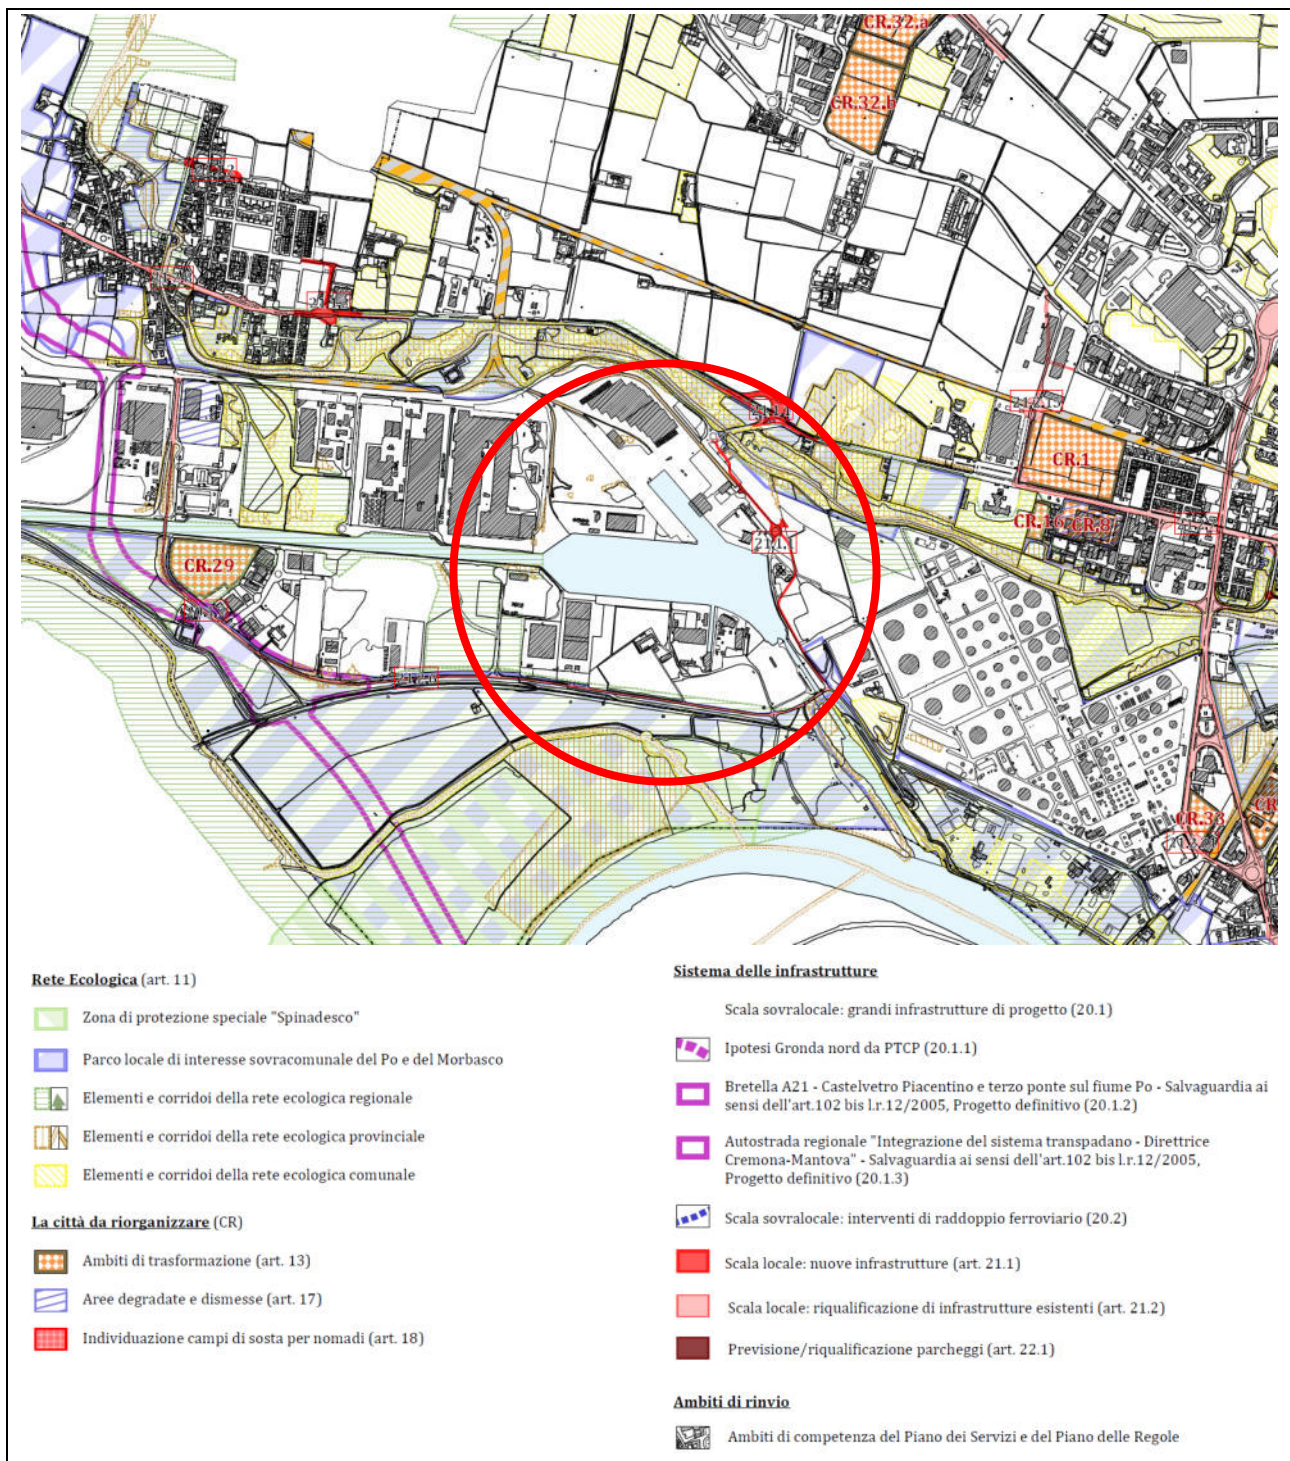 CR.32.a
CR.32.b
CR.1
CR.16
CR.8
CR.29
CR.33
Rete Ecologica (art. 11)
Zona di protezione speciale "Spinadesco"
Parco locale di interesse sovracomunale del Po e del Morbasco
Elementi e corridoi della rete ecologica regionale
Elementi e corridoi della rete ecologica provinciale
Elementi e corridoi della rete ecologica comunale
La città da riorganizzare (CR)
Ambiti di trasformazione (art. 13)
Aree degradate e dismesse (art. 17)
Individuazione campi di sosta per nomadi (art. 18)
Sistema delle infrastrutture
Scala sovralocale: grandi infrastrutture di progetto (20.1)
Ipotesi Gronda nord da PTCP (20.1.1)
Bretella A21 - Castelvetro Piacentino e terzo ponte sul fiume Po - Salvaguardia ai
sensi dell'art.102 bis l.r.12/2005, Progetto definitivo (20.1.2)
Autostrada regionale "Integrazione del sistema transpadano - Direttrice
Cremona-Mantova" - Salvaguardia ai sensi dell'art.102 bis l.r.12/2005,
Progetto definitivo (20.1.3)
Scala sovralocale: interventi di raddoppio ferroviario (20.2)
Scala locale: nuove infrastrutture (art. 21.1)
Scala locale: riqualificazione di infrastrutture esistenti (art. 21.2)
Previsione/riqualificazione parcheggi (art. 22.1)
Ambiti di rinvio
Ambiti di competenza del Piano dei Servizi e del Piano delle Regole